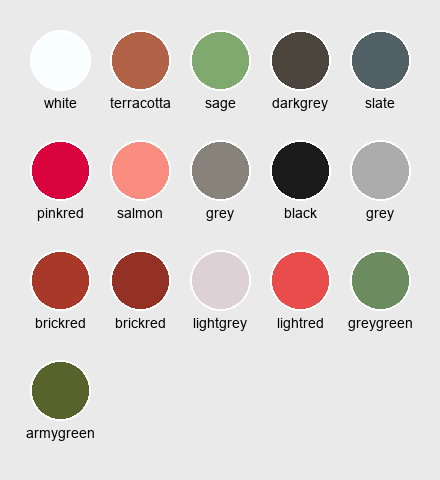 white terracotta sage darkgrey slate
pinkred salmon grey black grey
brickred brickred lightgrey lightred greygreen
armygreen